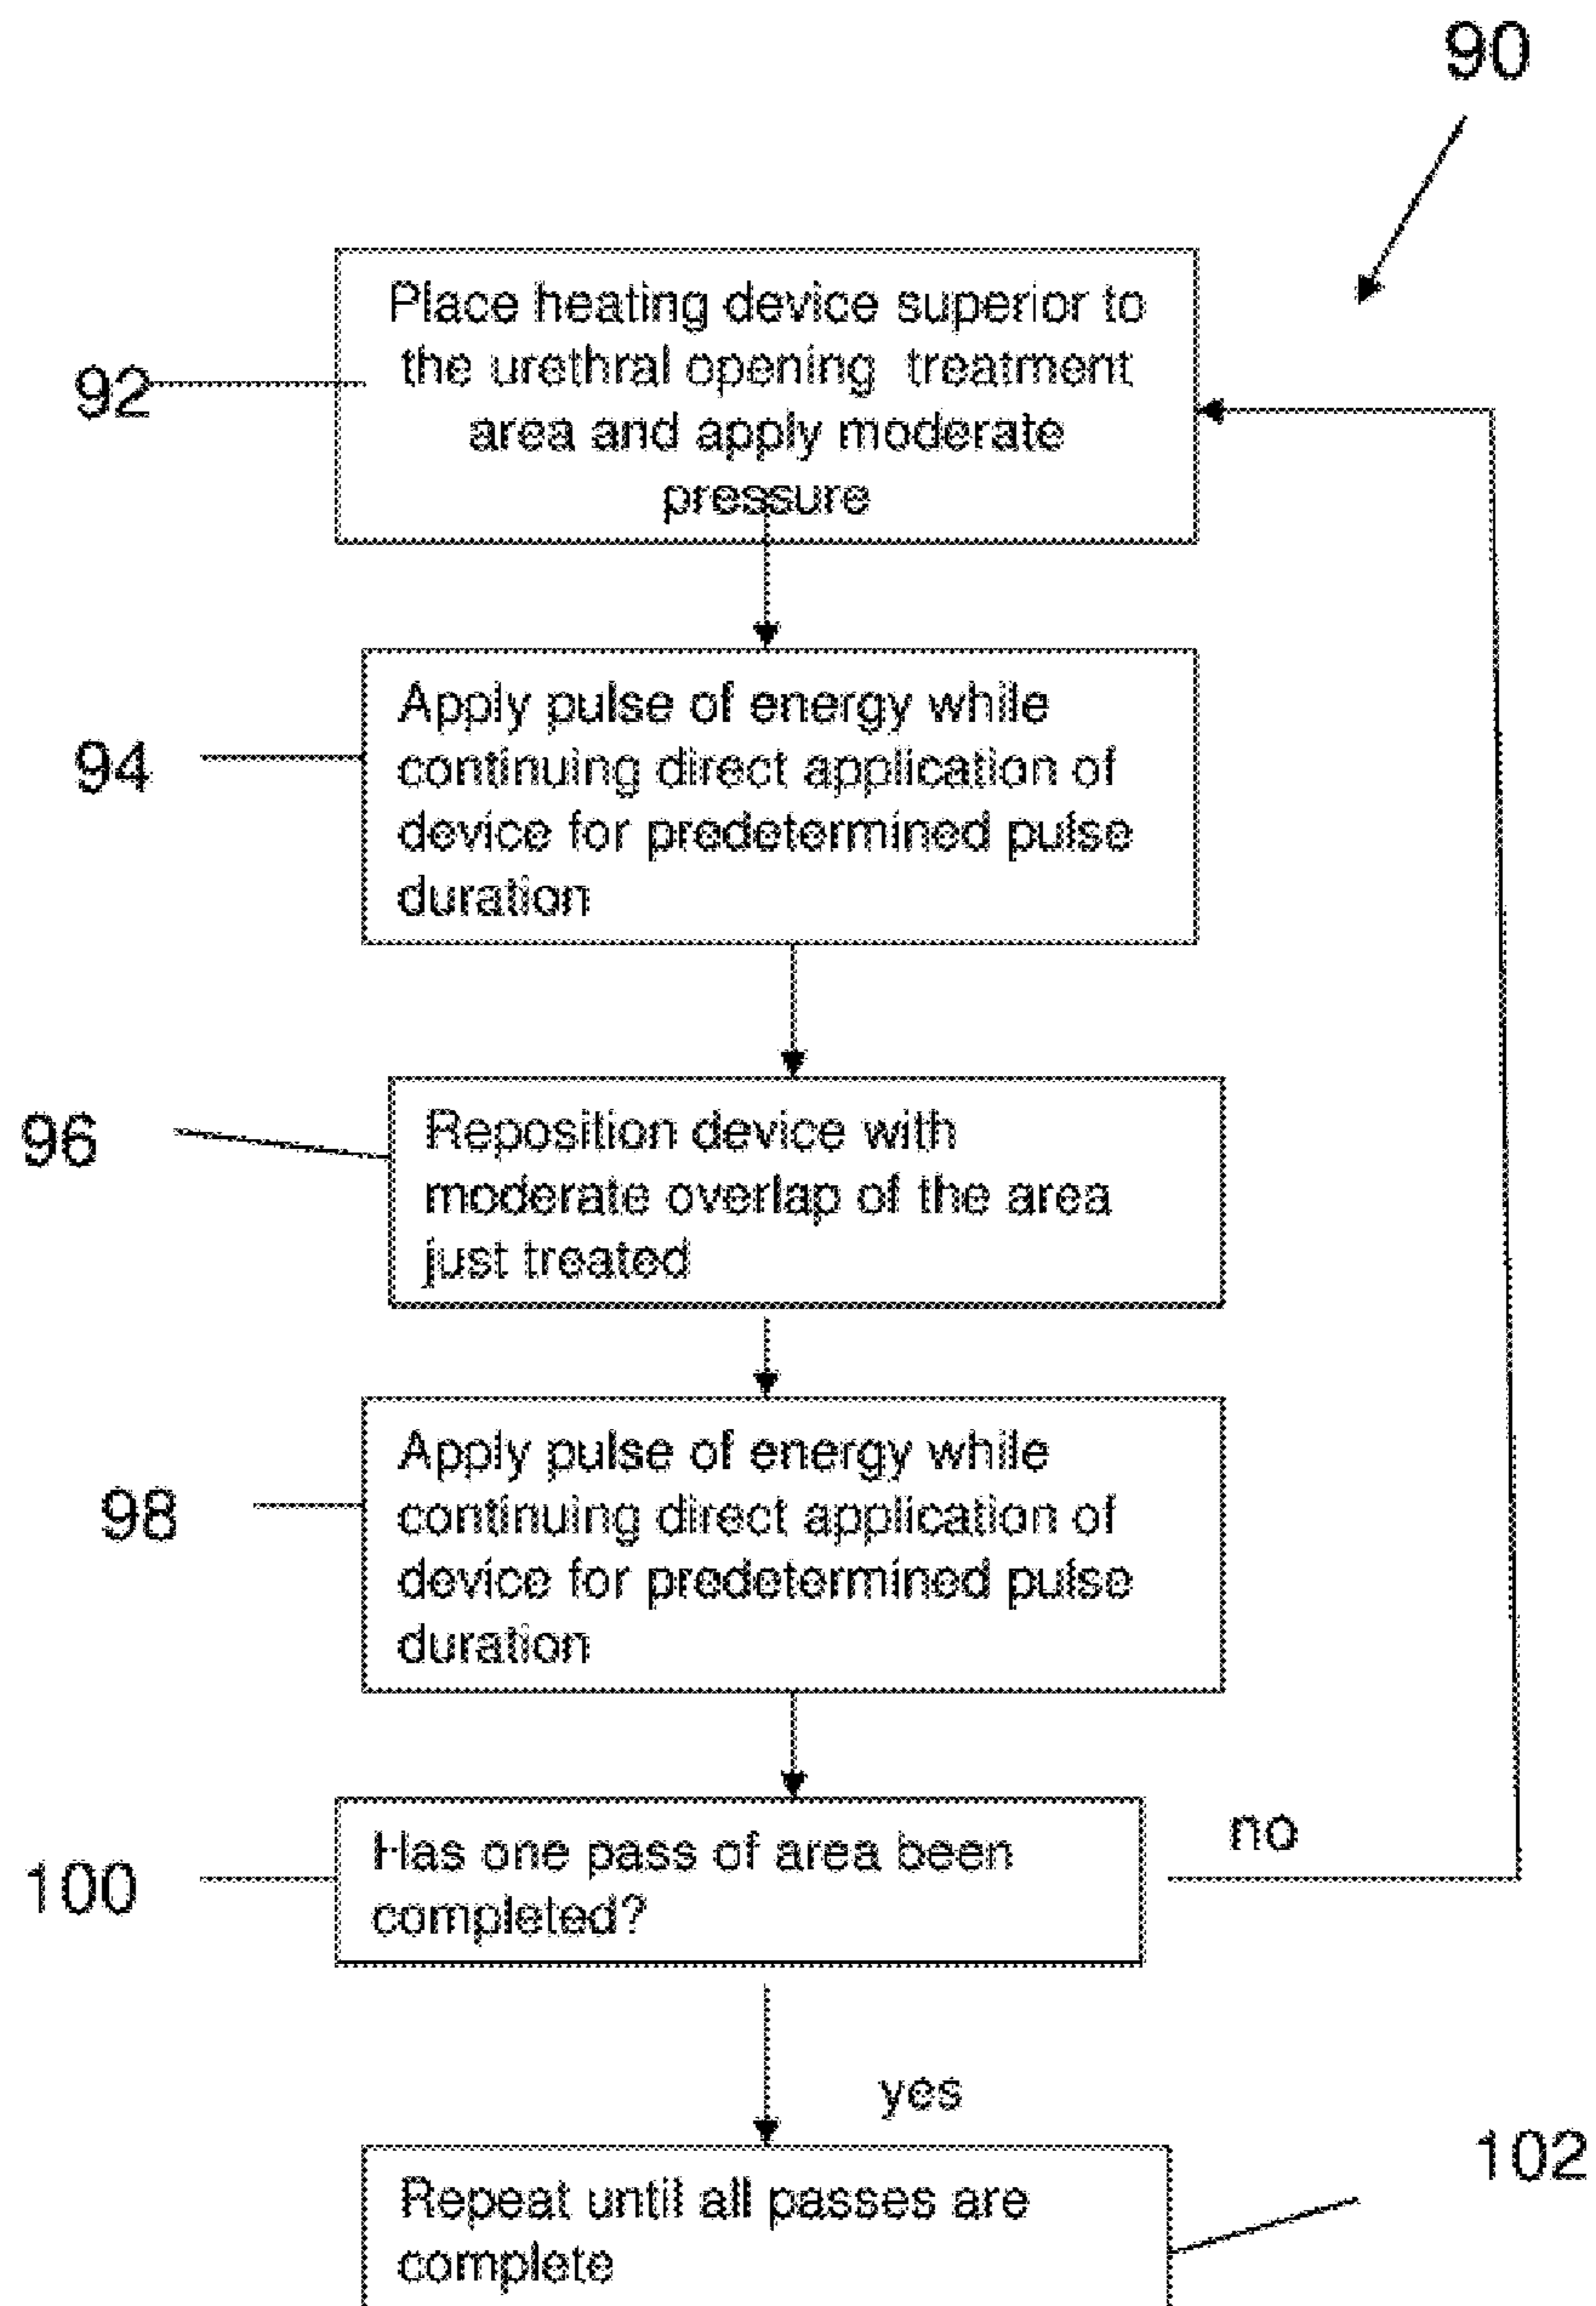 90
92
Place heating device superior to
the urethral opening treatment
area and apply moderate
pressure
94
Apply pulse of energy while
continuing direct application of
device for predetermined pulse
duration
96
Reposition device with
moderate overlap of the area
just treated
98
Apply pulse of energy while
continuing direct application of
device for predetermined pulse
duration
100
Has one pass of area been
completed?
no
yes
102
Repeat until all passes are
complete